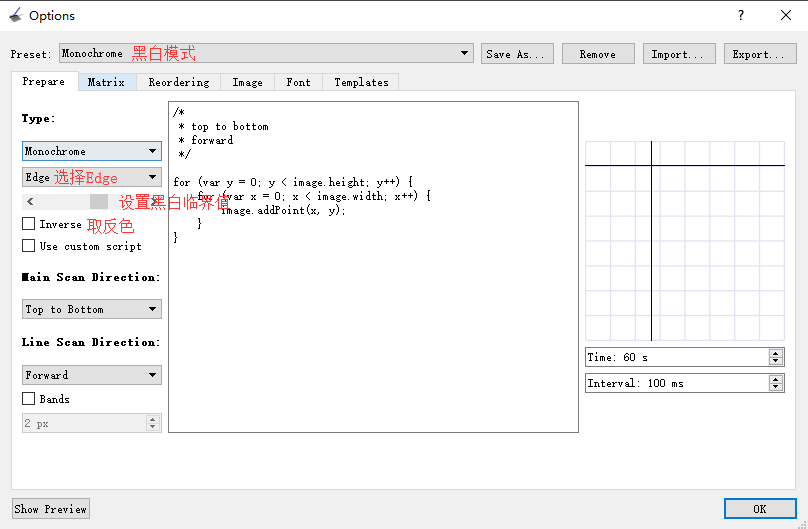 Options
?
Preset: Monochrome 黑白模式 Save As... Remove Import... Export...
Prepare Matrix Reordering Image Font Templates
Type:
Monochrome
Edge 选择Edge
设置黑白临界值
Inverse 取反色
Use custom script
Main Scan Direction:
Top to Bottom
Line Scan Direction:
Forward
Bands
2 px
/*
 * top to bottom
 * forward
 */
for (var y = 0; y < image.height; y++) {
    for (var x = 0; x < image.width; x++) {
        image.addPoint(x, y);
    }
}
Time: 60 s
Interval: 100 ms
Show Preview
OK